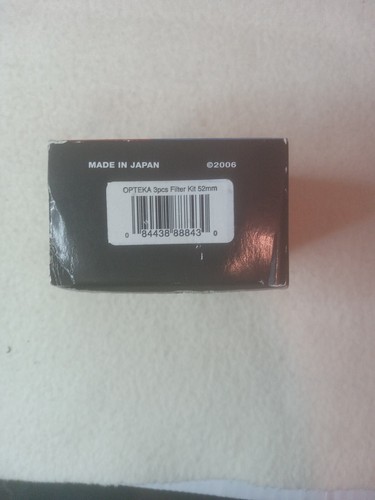 MADE IN JAPAN ©2006
OPTEKA 3pcs Filter Kit 52mm
0 84438 88843 0